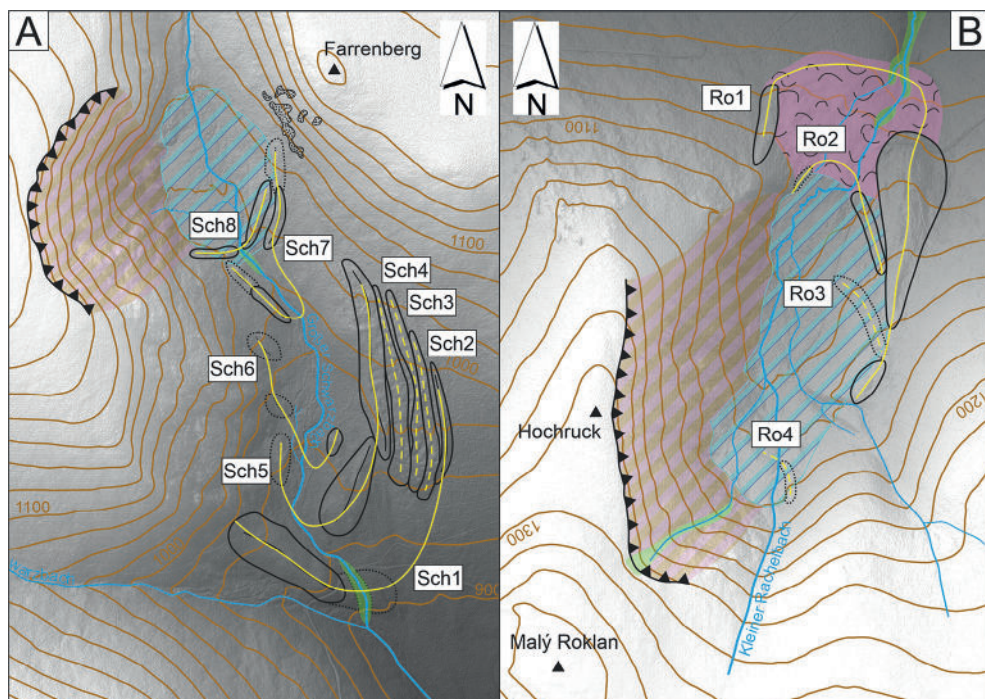 A
Farrenberg
N
Sch8
Sch7
1100
Sch4
Sch3
Sch2
1000
Sch6
Sch5
1100
Sch1
900
B
N
Ro1
1100
Ro2
Ro3
1200
Hochruck
Ro4
1300
Kleiner Rachelbach
Malý Roklan